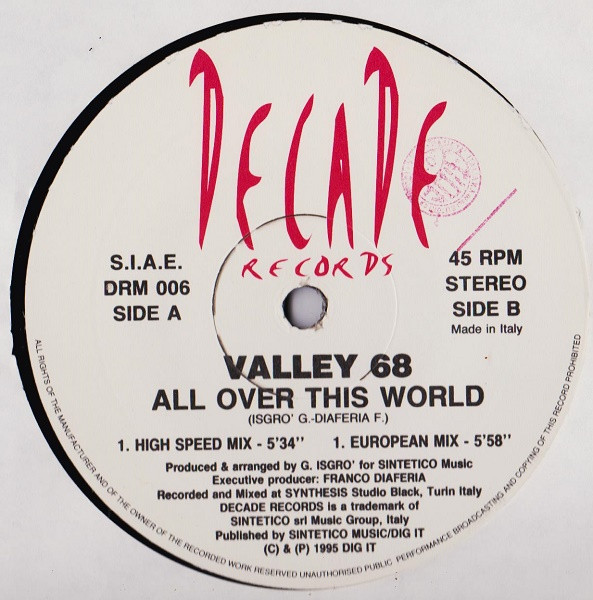 DECADE
RECORDS
S.I.A.E.
DRM 006
SIDE A
45 RPM
STEREO
SIDE B
Made in Italy
VALLEY 68
ALL OVER THIS WORLD
(ISGRO' G.-DIAFERIA F.)
1. HIGH SPEED MIX - 5'34" 1. EUROPEAN MIX - 5'58"
Produced & arranged by G. ISGRO' for SINTETICO Music
Executive producer: FRANCO DIAFERIA
Recorded and Mixed at SYNTHESIS Studio Black, Turin Italy
DECADE RECORDS is a trademark of
SINTETICO srl Music Group, Italy
Published by SINTETICO MUSIC/DIG IT
(C) & (P) 1995 DIG IT
ALL RIGHTS OF THE MANUFACTURER AND OF THE OWNER OF THE RECORDED WORK RESERVED UNAUTHORISED PUBLIC PERFORMANCE BROADCASTING AND COPYING OF THIS RECORD PROHIBITED